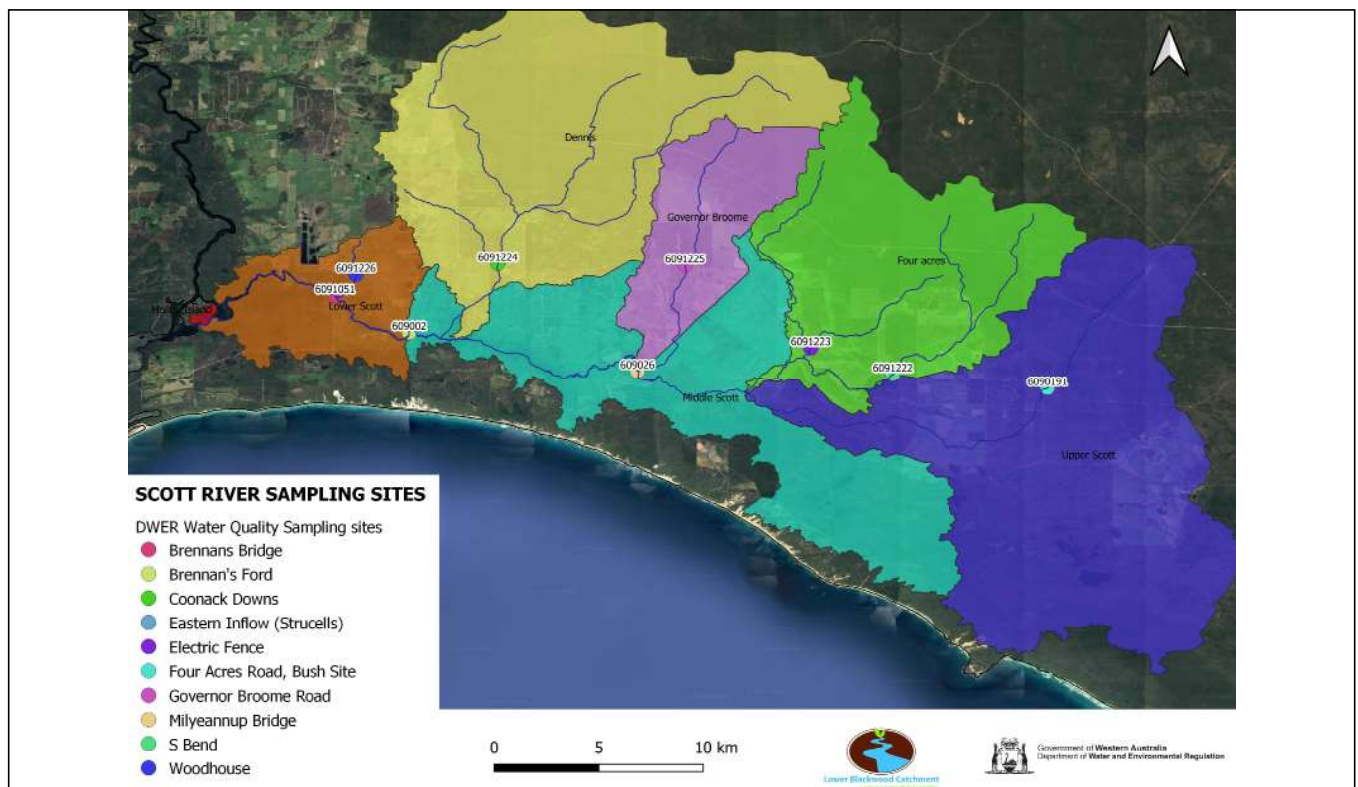 Dennis
Governor Broome
6091224
6091225
6091226
Four acres
6091051
Lower Scott
609002
6091223
609026
6091222
6090191
Middle Scott
Upper Scott
SCOTT RIVER SAMPLING SITES
DWER Water Quality Sampling sites
Brennans Bridge
Brennan's Ford
Coonack Downs
Eastern Inflow (Strucells)
Electric Fence
Four Acres Road, Bush Site
Governor Broome Road
Milyeannup Bridge
S Bend
Woodhouse
0 5 10 km
Lower Blackwood Catchment
Government of Western Australia
Department of Water and Environmental Regulation